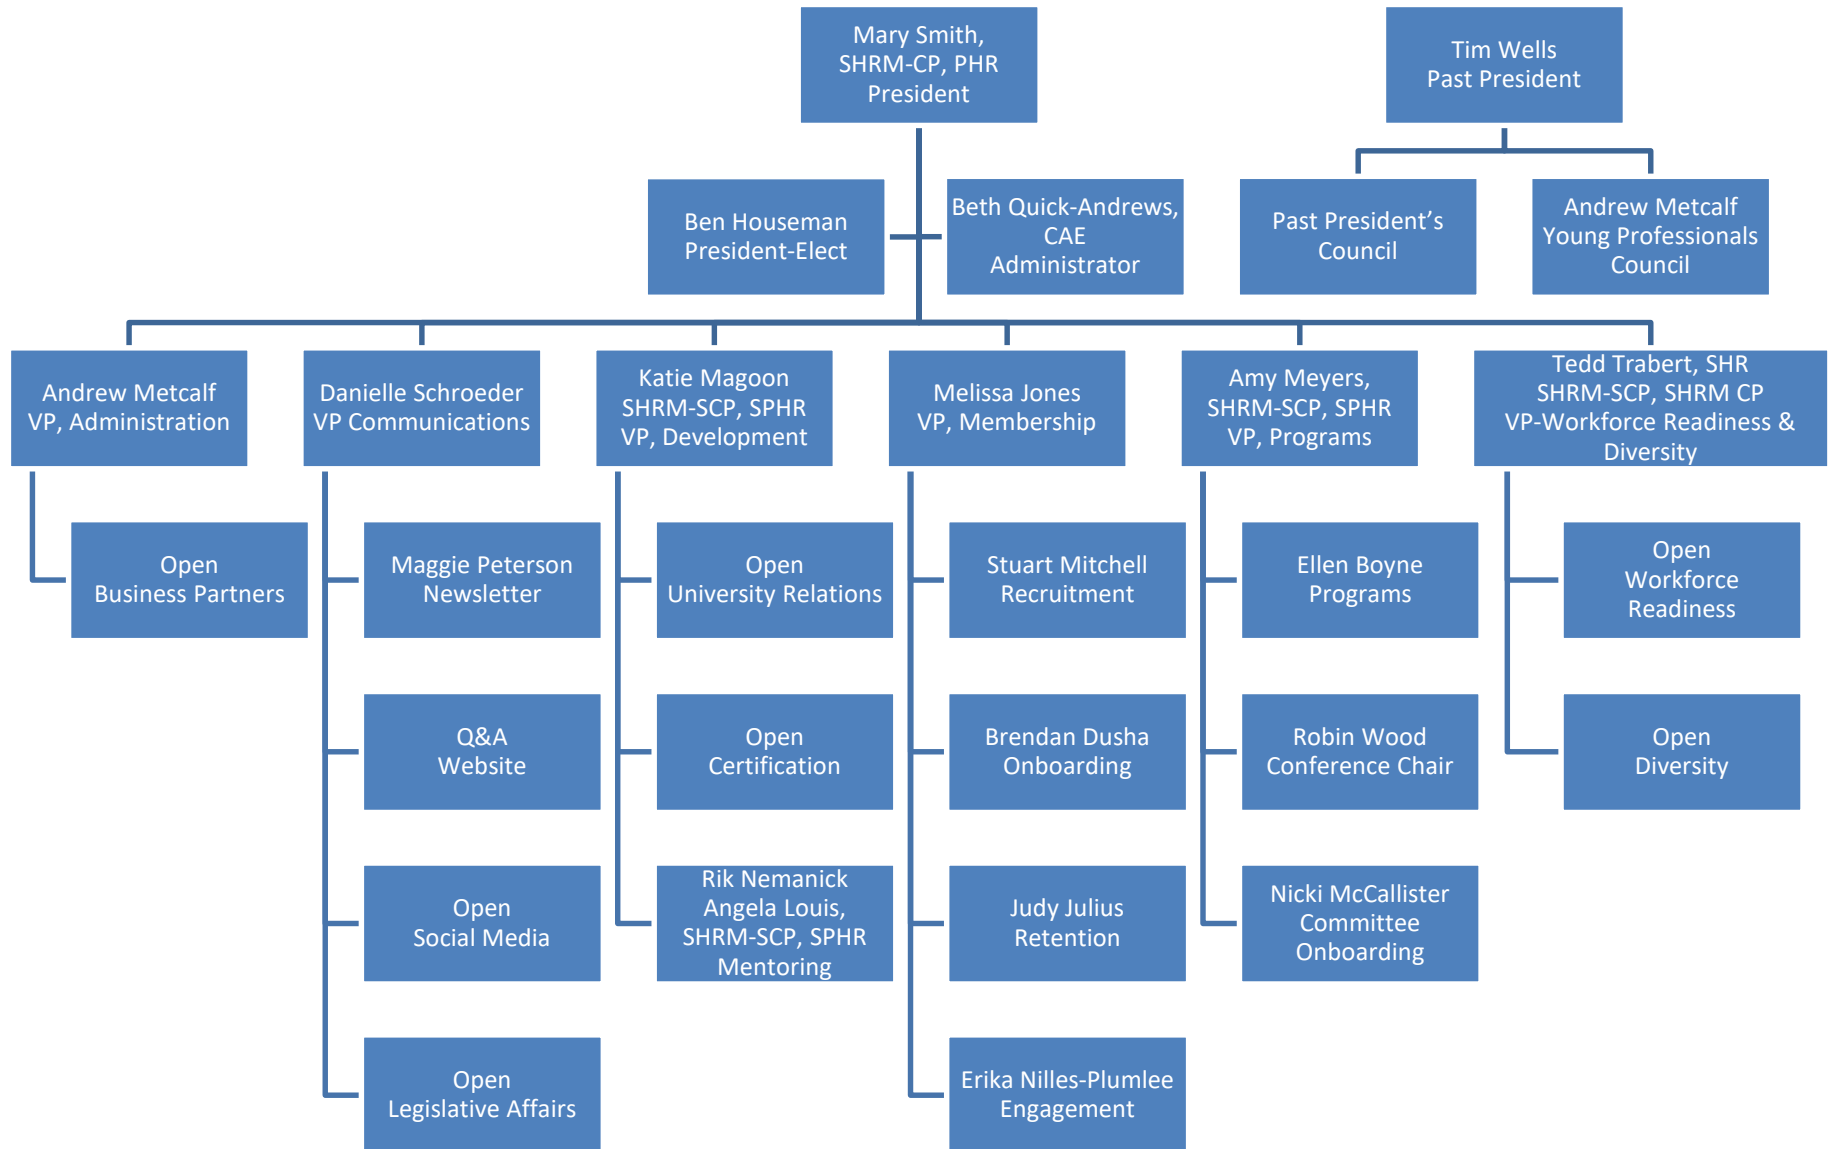 Mary Smith,
SHRM-CP, PHR
President
Tim Wells
Past President
Ben Houseman
President-Elect
Beth Quick-Andrews,
CAE
Administrator
Past President’s
Council
Andrew Metcalf
Young Professionals
Council
Andrew Metcalf
VP, Administration
Danielle Schroeder
VP Communications
Katie Magoon
SHRM-SCP, SPHR
VP, Development
Melissa Jones
VP, Membership
Amy Meyers,
SHRM-SCP, SPHR
VP, Programs
Tedd Trabert, SHR
SHRM-SCP, SHRM CP
VP-Workforce Readiness &
Diversity
Open
Business Partners
Maggie Peterson
Newsletter
Open
University Relations
Stuart Mitchell
Recruitment
Ellen Boyne
Programs
Open
Workforce
Readiness
Q&A
Website
Open
Certification
Brendan Dusha
Onboarding
Robin Wood
Conference Chair
Open
Diversity
Open
Social Media
Rik Nemanick
Angela Louis,
SHRM-SCP, SPHR
Mentoring
Judy Julius
Retention
Nicki McCallister
Committee
Onboarding
Open
Legislative Affairs
Erika Nilles-Plumlee
Engagement